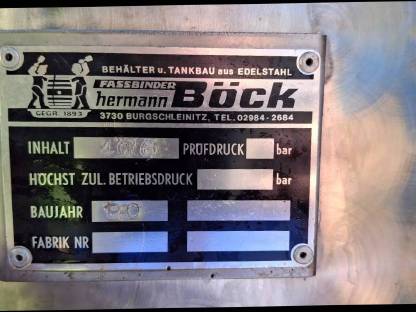 BEHÄLTER u. TANKBAU aus EDELSTAHL
FASSBINDER
hermann Böck
GEGR. 1893
3730 BURGSCHLEINITZ, TEL. 02984-2684
INHALT PRÜFDRUCK bar
HÖCHST ZUL. BETRIEBSDRUCK bar
BAUJAHR
FABRIK NR